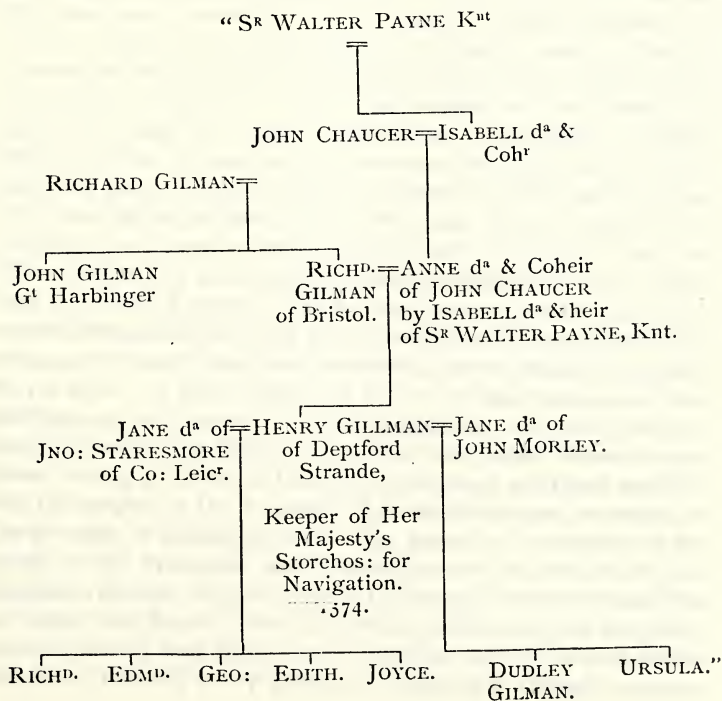 “ Sᴿ WALTER PAYNE Kⁿᵗ
JOHN CHAUCER=ISABELL dᵃ &
Cohʳ
RICHARD GILMAN=
JOHN GILMAN
Gᵗ Harbinger
RICHᴰ.=ANNE dᵃ & Coheir
GILMAN of JOHN CHAUCER
of Bristol. by ISABELL dᵃ & heir
of Sᴿ WALTER PAYNE, Knt.
JANE dᵃ of=HENRY GILLMAN=JANE dᵃ of
JNO: STARESMORE of Deptford JOHN MORLEY.
of Co: Leicʳ. Strande,
Keeper of Her
Majesty's
Storchos: for
Navigation.
1574.
RICHᴰ. EDMᴰ. GEO: EDITH. JOYCE. DUDLEY URSULA.”
GILMAN.